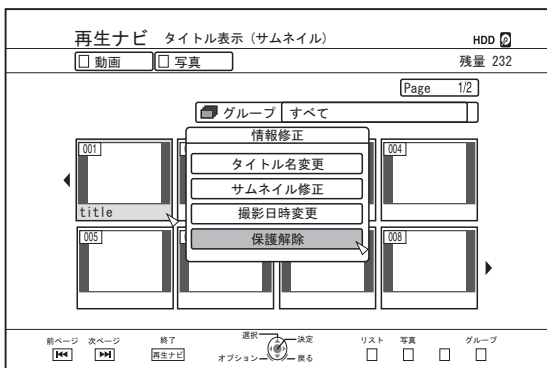 再生ナビ タイトル表示（サムネイル） HDD
動画 写真 残量 232
Page 1/2
グループ すべて
情報修正
001
004
タイトル名変更
サムネイル修正
撮影日時変更
保護解除
title
005
008
前ページ 次ページ 終了 選択 決定 リスト 写真 グループ
再生ナビ オプション 戻る